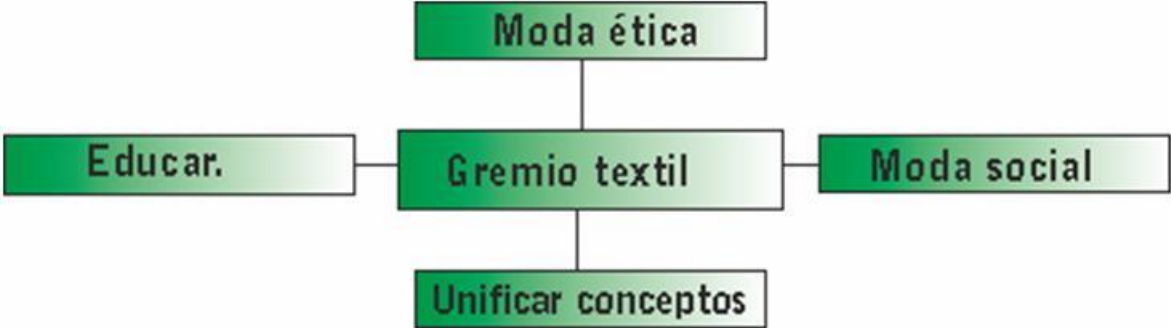 Moda ética
Educar.
Gremio textil
Moda social
Unificar conceptos